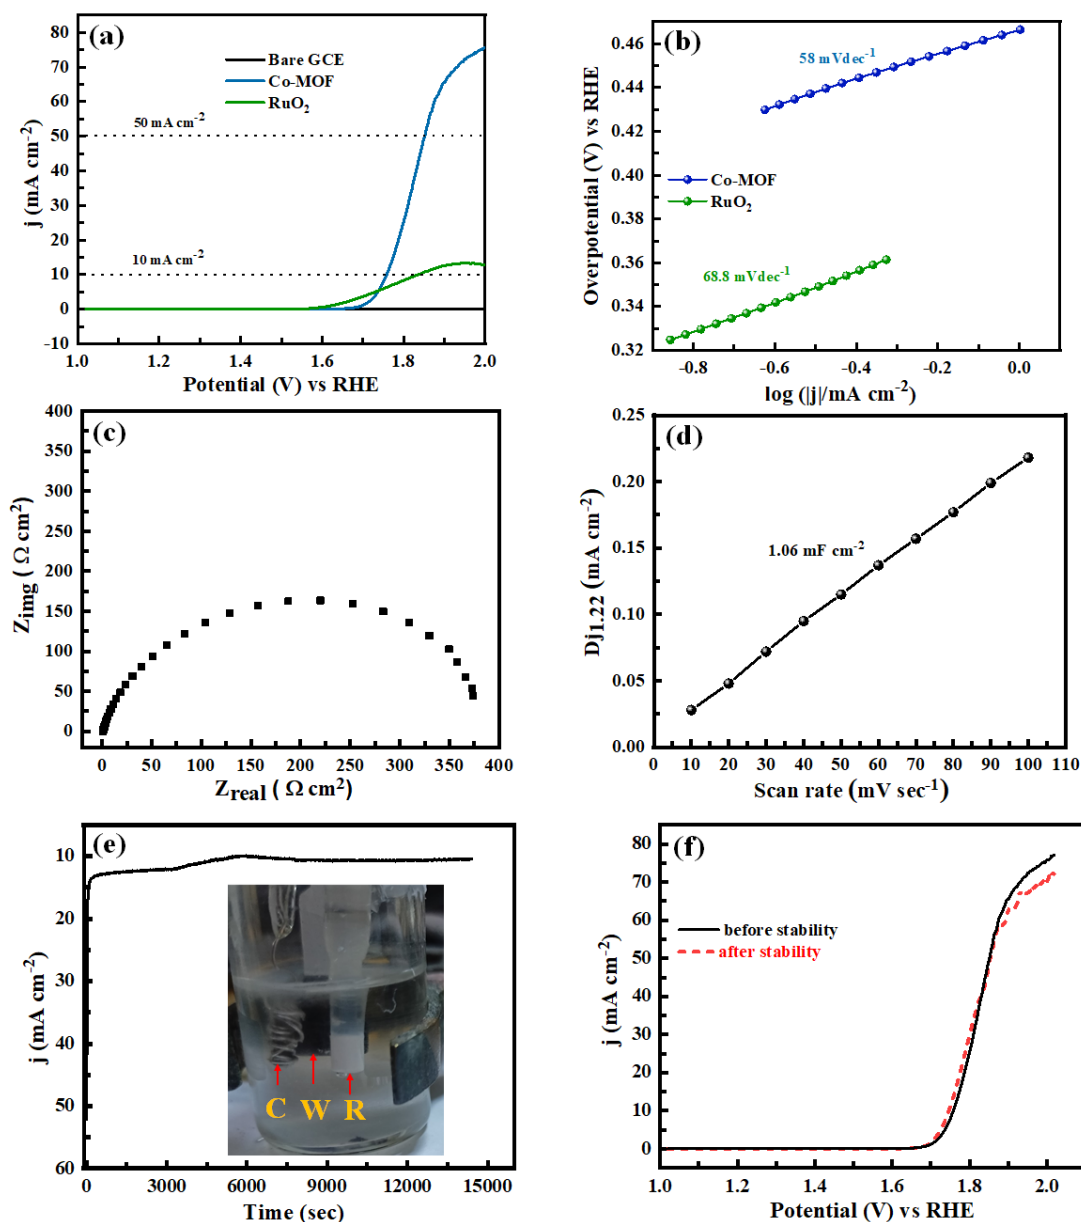 (a)
Bare GCE
Co-MOF
RuO₂
50 mA cm⁻²
10 mA cm⁻²
j (mA cm⁻²)
80
70
60
50
40
30
20
10
0
-10
1.0 1.2 1.4 1.6 1.8 2.0
Potential (V) vs RHE
(b)
58 mVdec⁻¹
Co-MOF
RuO₂
68.8 mVdec⁻¹
Overpotential (V) vs RHE
0.46
0.44
0.42
0.40
0.38
0.36
0.34
0.32
-0.8 -0.6 -0.4 -0.2 0.0
log (|j|/mA cm⁻²)
(c)
Zimg ( Ω cm²)
400
350
300
250
200
150
100
50
0
0 50 100 150 200 250 300 350 400
Zreal ( Ω cm²)
(d)
1.06 mF cm⁻²
Dj1.22 (mA cm⁻²)
0.25
0.20
0.15
0.10
0.05
0.00
0 10 20 30 40 50 60 70 80 90 100 110
Scan rate (mV sec⁻¹)
(e)
j (mA cm⁻²)
10
20
30
40
50
60
C W R
0 3000 6000 9000 12000 15000
Time (sec)
(f)
before stability
after stability
j (mA cm⁻²)
80
70
60
50
40
30
20
10
0
1.0 1.2 1.4 1.6 1.8 2.0
Potential (V) vs RHE